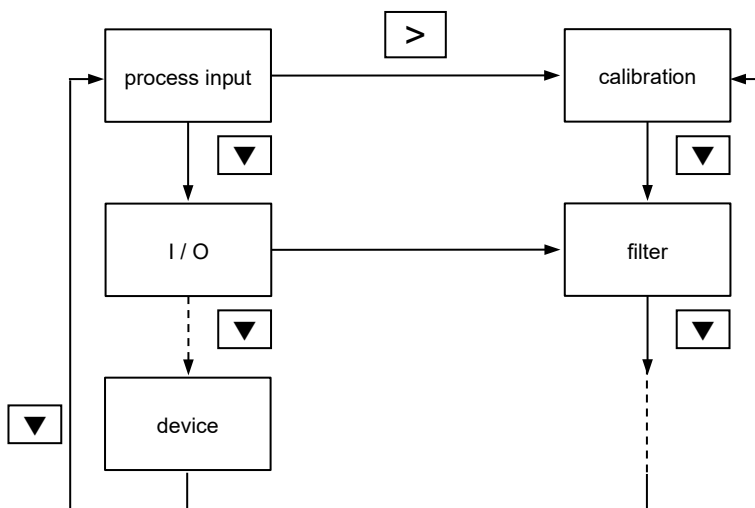 >
process input
calibration
▼
▼
I / O
filter
▼
▼
device
▼